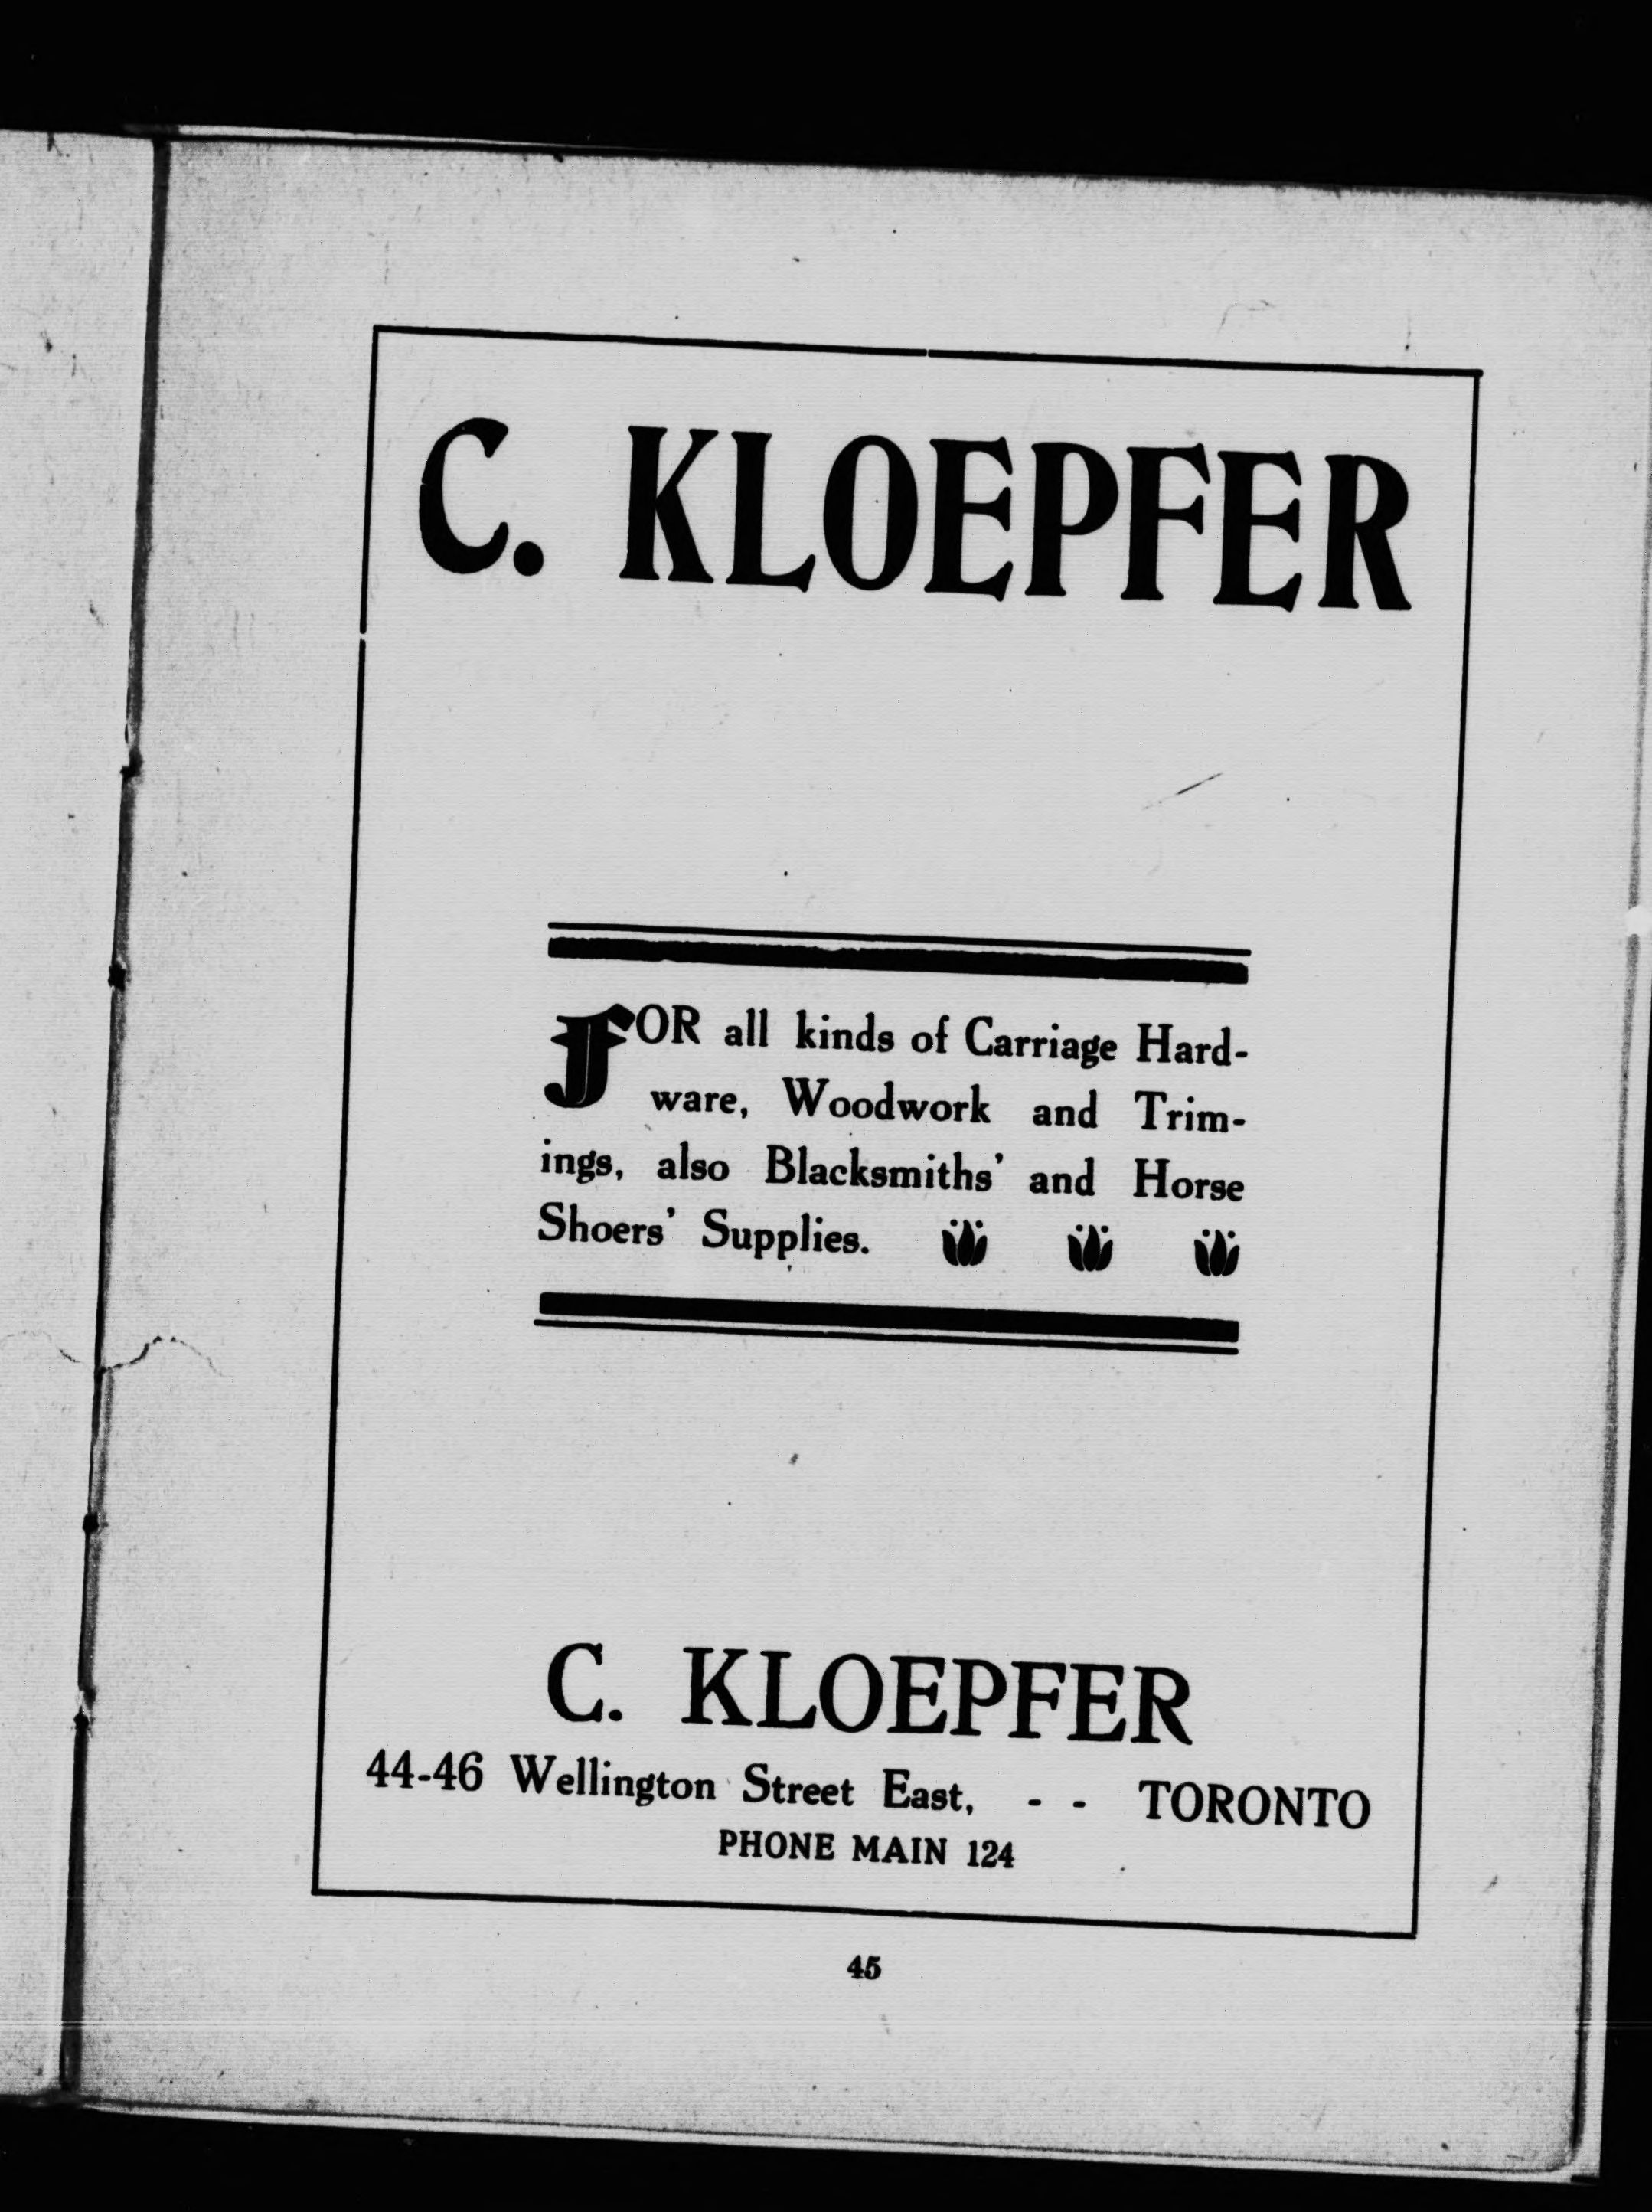 C. KLOEPFER
FOR all kinds of Carriage Hard-
ware, Woodwork and Trim-
ings, also Blacksmiths' and Horse
Shoers' Supplies.
C. KLOEPFER
44-46 Wellington Street East, - - TORONTO
PHONE MAIN 124
45